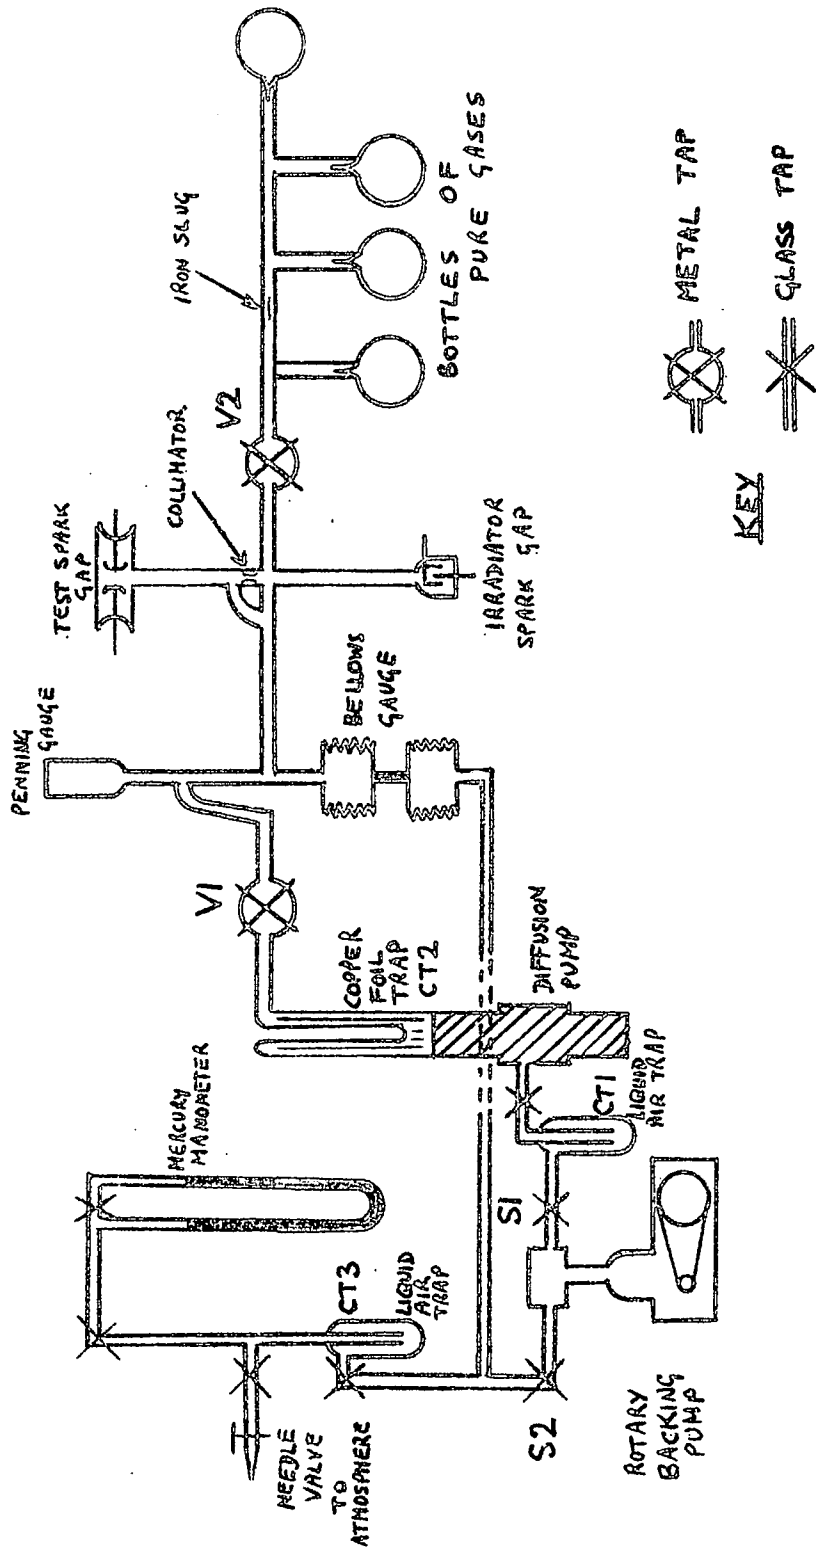 PENNING
GAUGE
TEST SPARK
GAP
COLLIMATOR
V2
IRON SLUG
BOTTLES OF
PURE GASES
IRRADIATOR
SPARK GAP
BELLOWS
GAUGE
V1
COPPER
FOIL
TRAP
CT2
DIFFUSION
PUMP
MERCURY
MANOMETER
CT1
LIQUID
AIR TRAP
S1
CT3
LIQUID
AIR
TRAP
NEEDLE
VALVE
TO
ATMOSPHERE
S2
ROTARY
BACKING
PUMP
KEY
METAL TAP
GLASS TAP